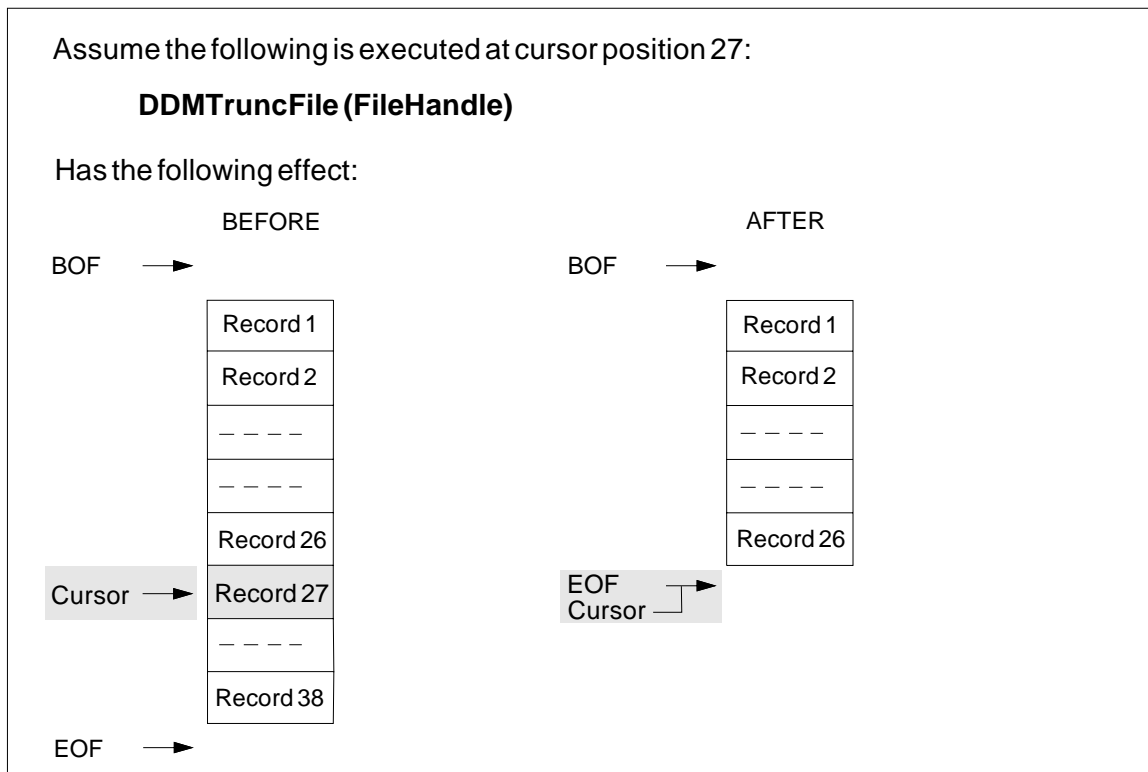 Assume the following is executed at cursor position 27:
DDMTruncFile (FileHandle)
Has the following effect:
BEFORE
BOF
Record 1
Record 2
– – – –
– – – –
Record 26
Cursor
Record 27
– – – –
Record 38
EOF
AFTER
BOF
Record 1
Record 2
– – – –
– – – –
Record 26
EOF
Cursor